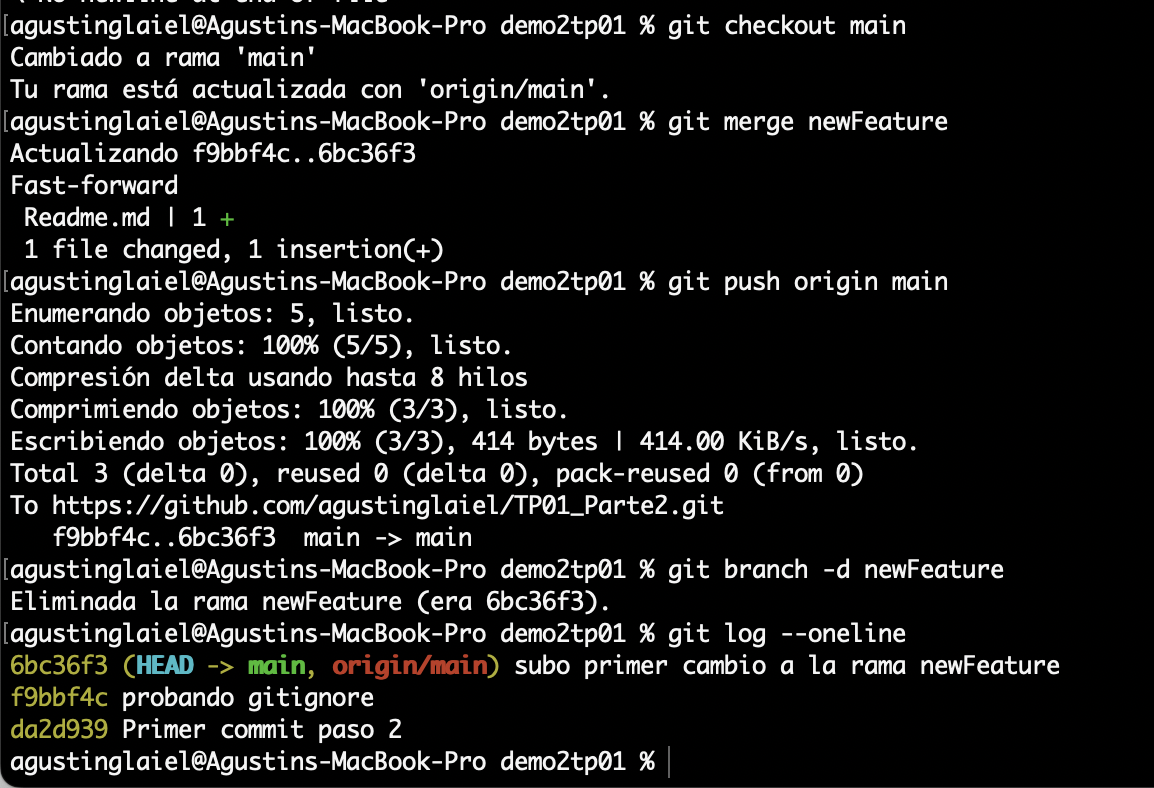 \ No newline at end of file
[agustinglaiel@Agustins-MacBook-Pro demo2tp01 % git checkout main
Cambiado a rama 'main'
Tu rama está actualizada con 'origin/main'.
[agustinglaiel@Agustins-MacBook-Pro demo2tp01 % git merge newFeature
Actualizando f9bbf4c..6bc36f3
Fast-forward
 Readme.md | 1 +
 1 file changed, 1 insertion(+)
[agustinglaiel@Agustins-MacBook-Pro demo2tp01 % git push origin main
Enumerando objetos: 5, listo.
Contando objetos: 100% (5/5), listo.
Compresión delta usando hasta 8 hilos
Comprimiendo objetos: 100% (3/3), listo.
Escribiendo objetos: 100% (3/3), 414 bytes | 414.00 KiB/s, listo.
Total 3 (delta 0), reused 0 (delta 0), pack-reused 0 (from 0)
To https://github.com/agustinglaiel/TP01_Parte2.git
   f9bbf4c..6bc36f3  main -> main
[agustinglaiel@Agustins-MacBook-Pro demo2tp01 % git branch -d newFeature
Eliminada la rama newFeature (era 6bc36f3).
[agustinglaiel@Agustins-MacBook-Pro demo2tp01 % git log --oneline
6bc36f3 (HEAD -> main, origin/main) subo primer cambio a la rama newFeature
f9bbf4c probando gitignore
da2d939 Primer commit paso 2
agustinglaiel@Agustins-MacBook-Pro demo2tp01 %